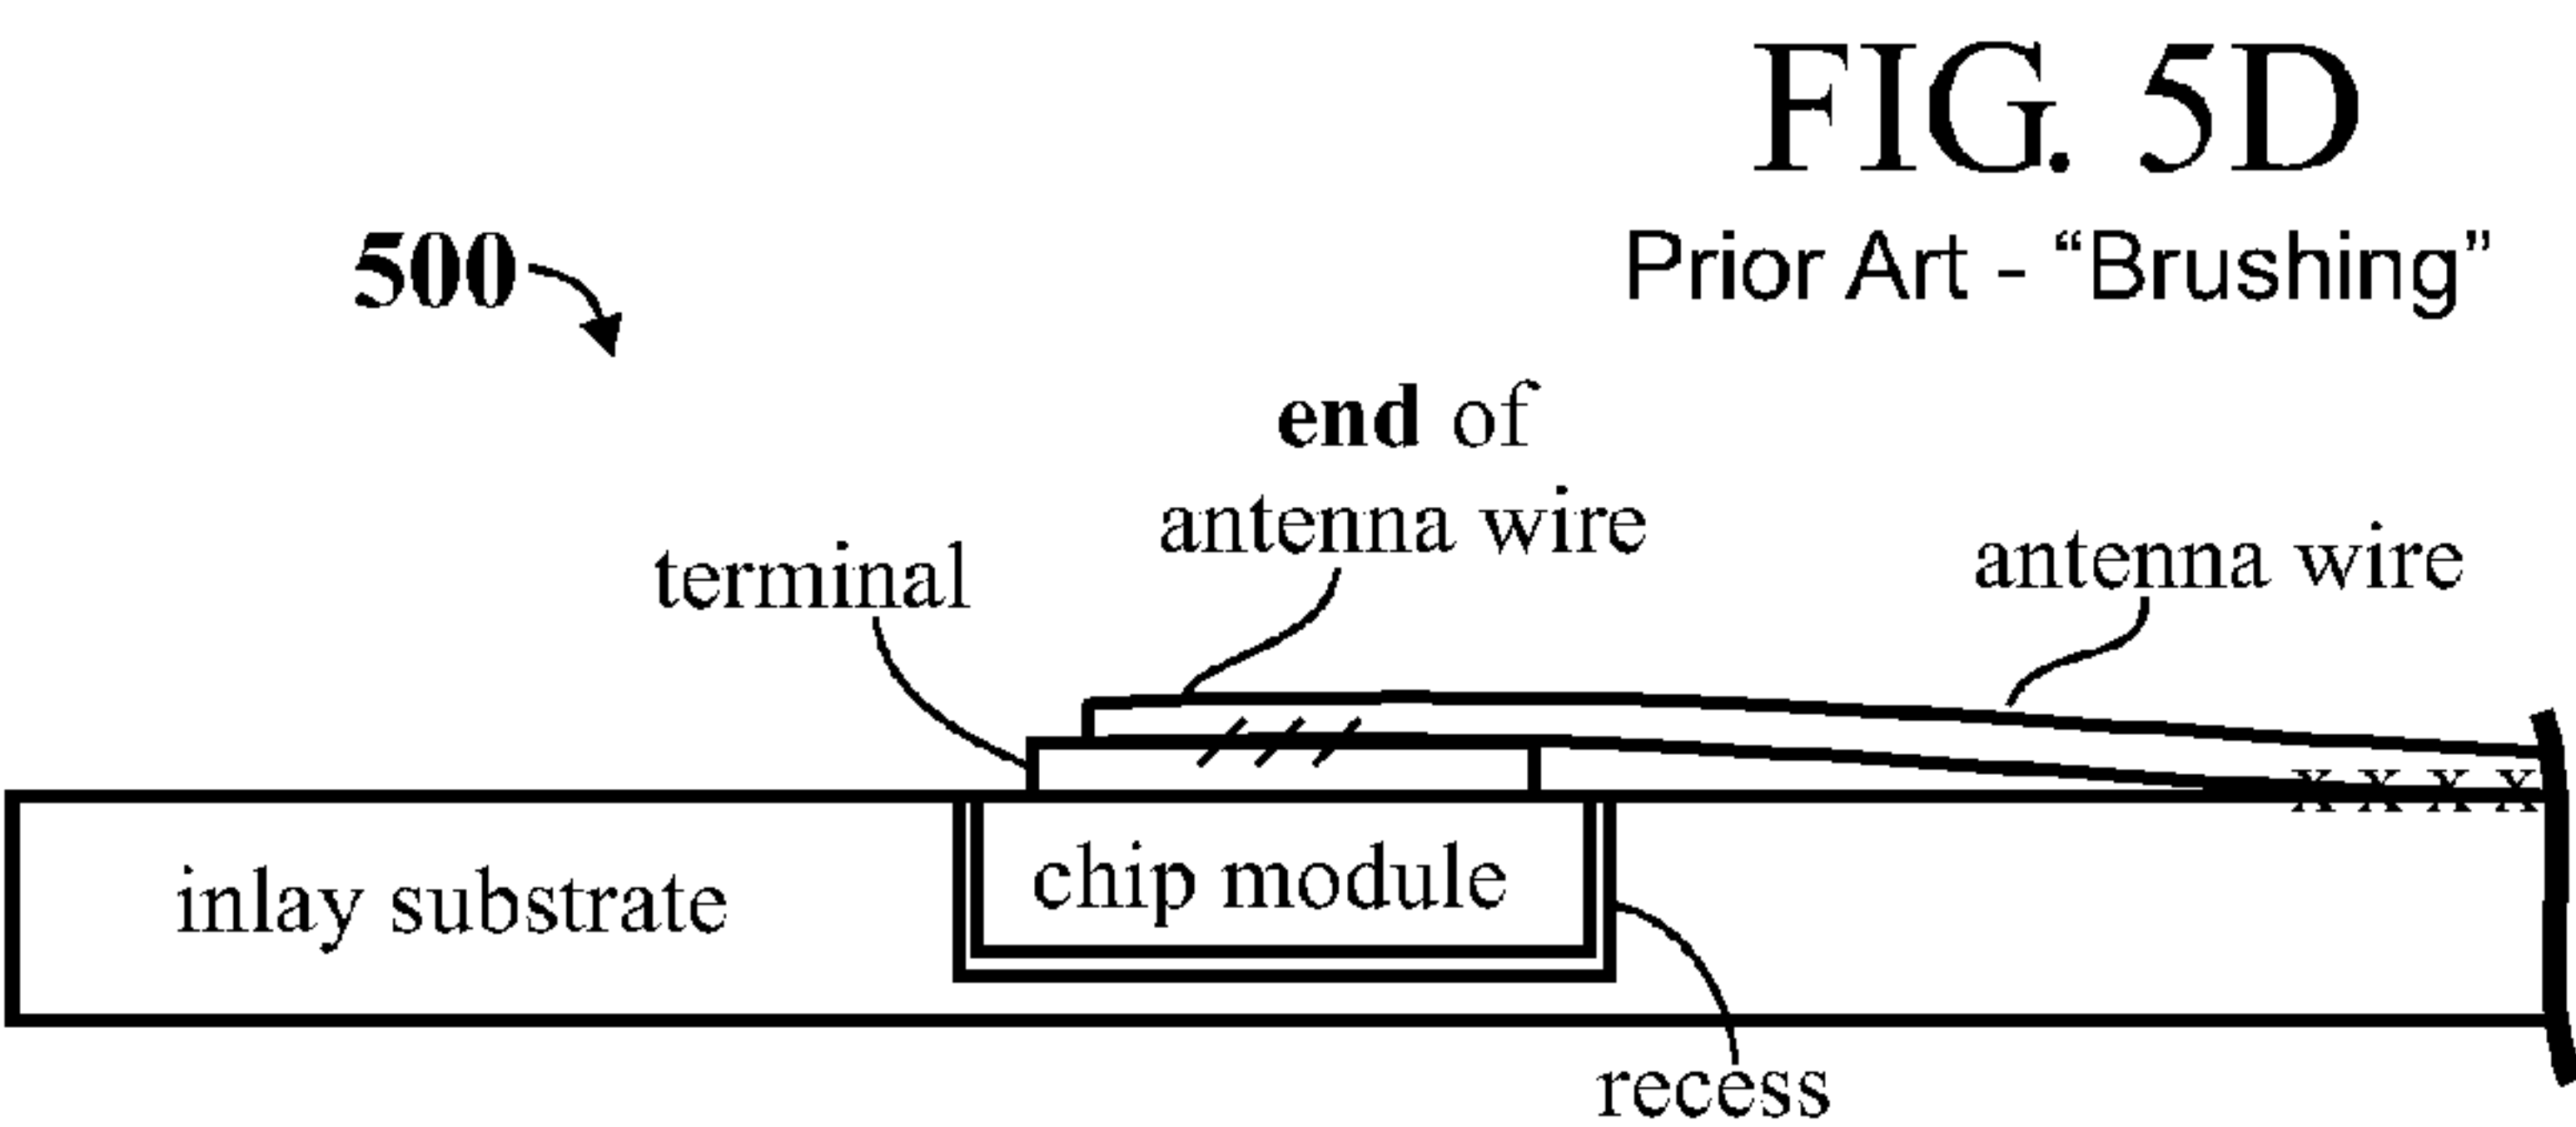 FIG. 5D
Prior Art - “Brushing”
500
end of
antenna wire
antenna wire
terminal
x x x x
chip module
inlay substrate
recess